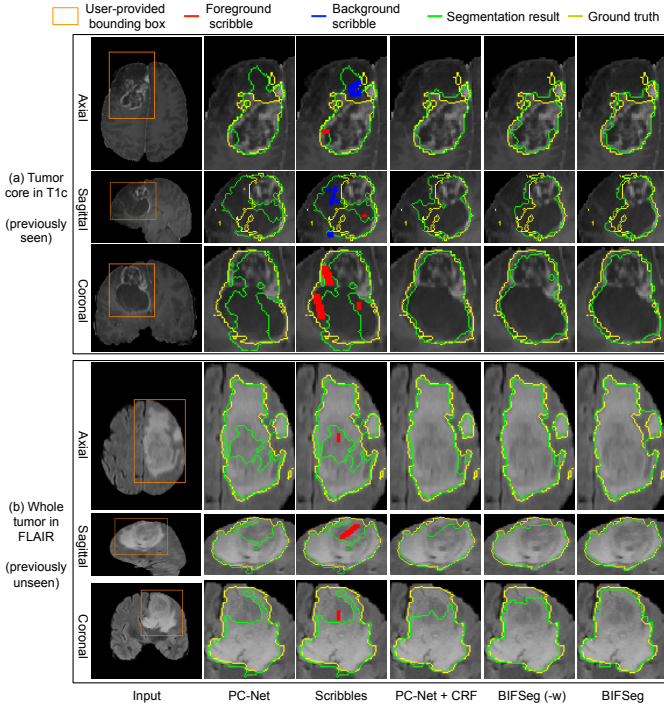 User-provided bounding box
Foreground scribble
Background scribble
Segmentation result
Ground truth
(a) Tumor core in T1c
(previously seen)
Axial
Sagittal
Coronal
(b) Whole tumor in FLAIR
(previously unseen)
Axial
Sagittal
Coronal
Input
PC-Net
Scribbles
PC-Net + CRF
BIFSeg (-w)
BIFSeg